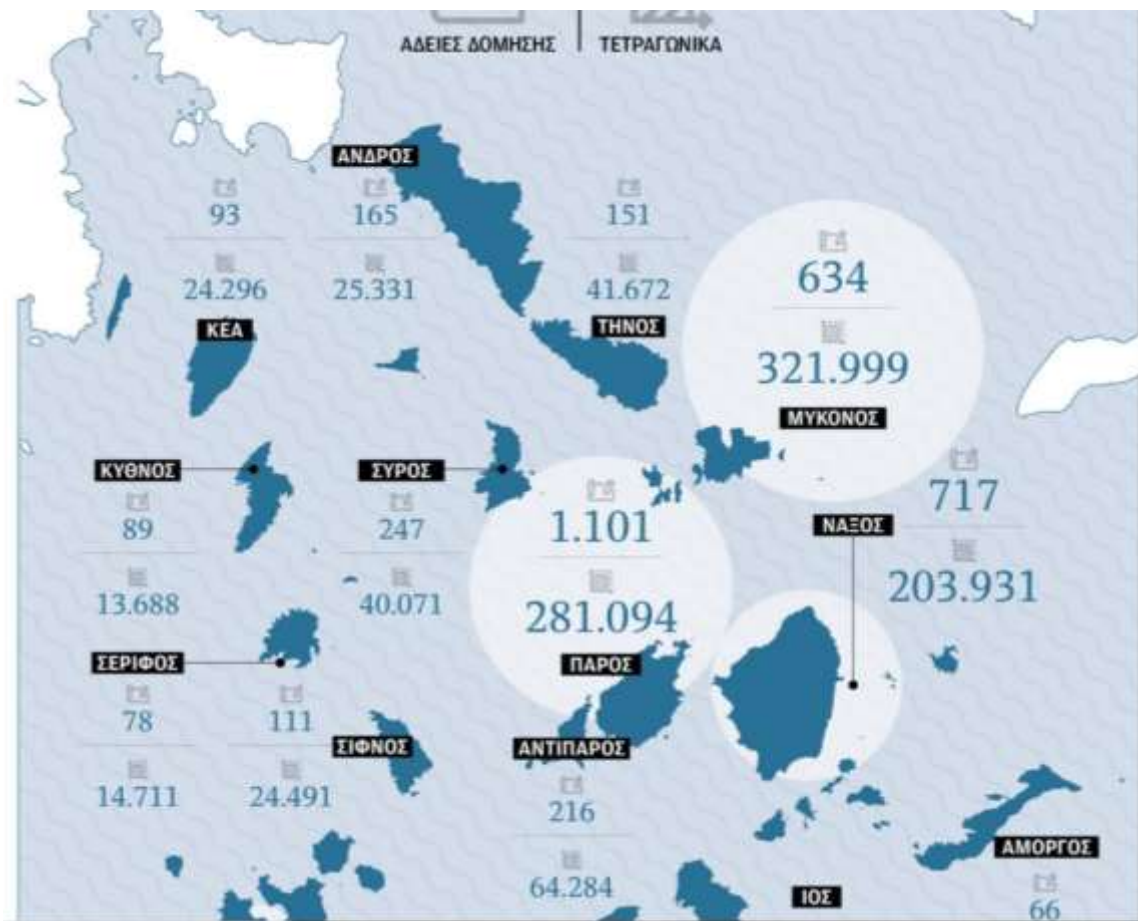 ΑΔΕΙΕΣ ΔΟΜΗΣΗΣ | ΤΕΤΡΑΓΩΝΙΚΑ
ΑΝΔΡΟΣ
93
24.296
ΚΕΑ
165
25.331
151
41.672
ΤΗΝΟΣ
634
321.999
ΜΥΚΟΝΟΣ
ΚΥΘΝΟΣ
89
13.688
ΣΥΡΟΣ
247
40.071
1.101
281.094
ΠΑΡΟΣ
717
203.931
ΝΑΞΟΣ
ΣΕΡΙΦΟΣ
78
14.711
111
24.491
ΣΙΦΝΟΣ
ΑΝΤΙΠΑΡΟΣ
216
64.284
ΑΜΟΡΓΟΣ
66
ΙΟΣ